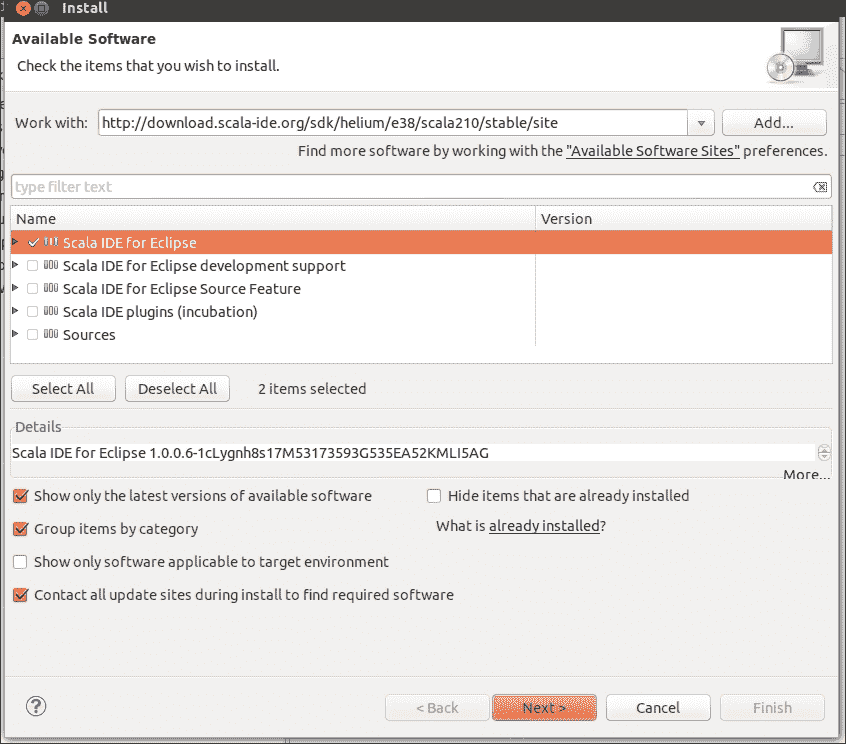 Install
Available Software
Check the items that you wish to install.
Work with: http://download.scala-ide.org/sdk/helium/e38/scala210/stable/site Add...
Find more software by working with the "Available Software Sites" preferences.
type filter text
Name Version
Scala IDE for Eclipse
Scala IDE for Eclipse development support
Scala IDE for Eclipse Source Feature
Scala IDE plugins (incubation)
Sources
Select All Deselect All 2 items selected
Details
Scala IDE for Eclipse 1.0.0.6-1cLygnh8s17M53173593G535EA52KMLI5AG
More...
Show only the latest versions of available software Hide items that are already installed
Group items by category What is already installed?
Show only software applicable to target environment
Contact all update sites during install to find required software
? < Back Next > Cancel Finish